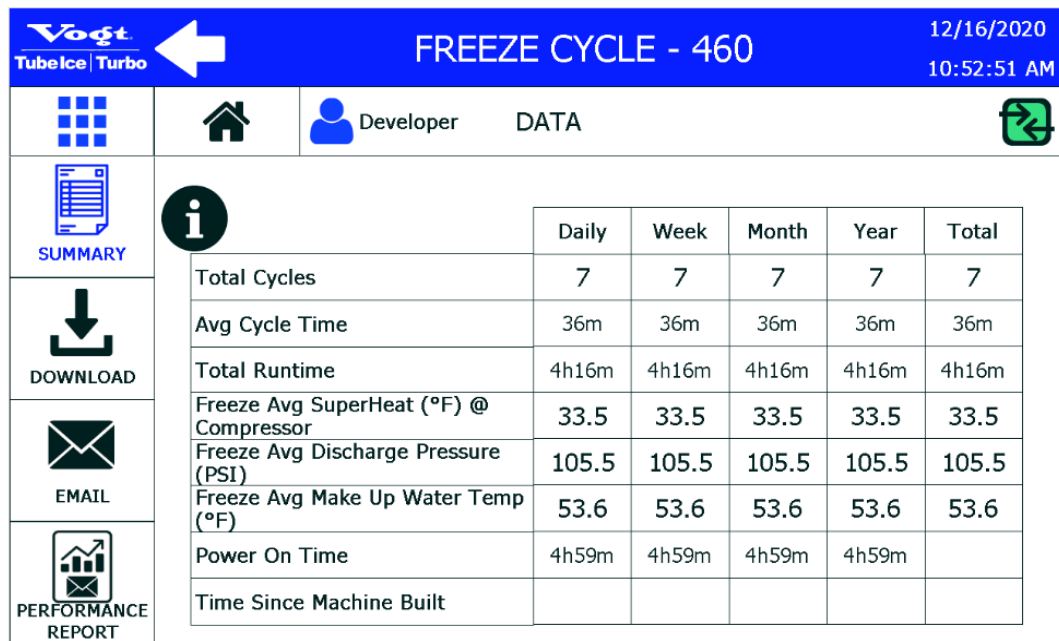 Vogt.
Tube Ice | Turbo
FREEZE CYCLE - 460
12/16/2020
10:52:51 AM
Developer
DATA
SUMMARY
DOWNLOAD
EMAIL
PERFORMANCE
REPORT
i
Daily Week Month Year Total
Total Cycles 7 7 7 7 7
Avg Cycle Time 36m 36m 36m 36m 36m
Total Runtime 4h16m 4h16m 4h16m 4h16m 4h16m
Freeze Avg SuperHeat (°F) @
Compressor 33.5 33.5 33.5 33.5 33.5
Freeze Avg Discharge Pressure
(PSI) 105.5 105.5 105.5 105.5 105.5
Freeze Avg Make Up Water Temp
(°F) 53.6 53.6 53.6 53.6 53.6
Power On Time 4h59m 4h59m 4h59m 4h59m
Time Since Machine Built